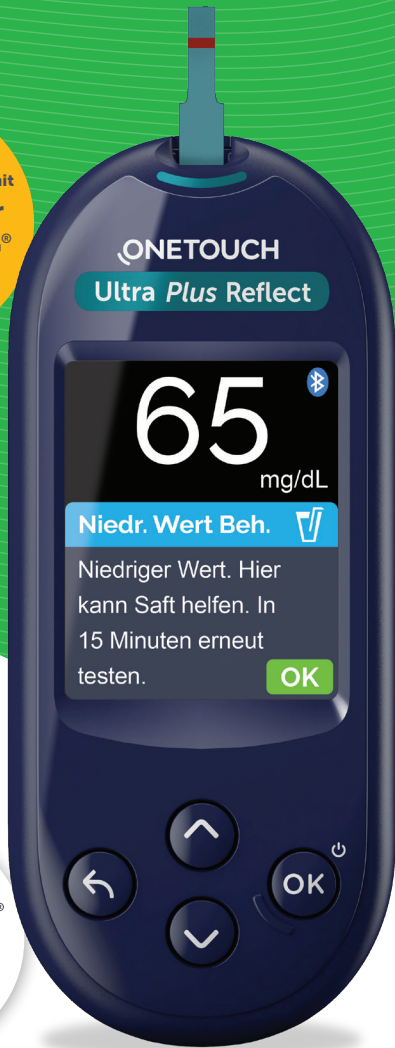 it
®
ONETOUCH
Ultra Plus Reflect
65
mg/dL
Niedr. Wert Beh.
Niedriger Wert. Hier
kann Saft helfen. In
15 Minuten erneut
testen.
OK
OK
®